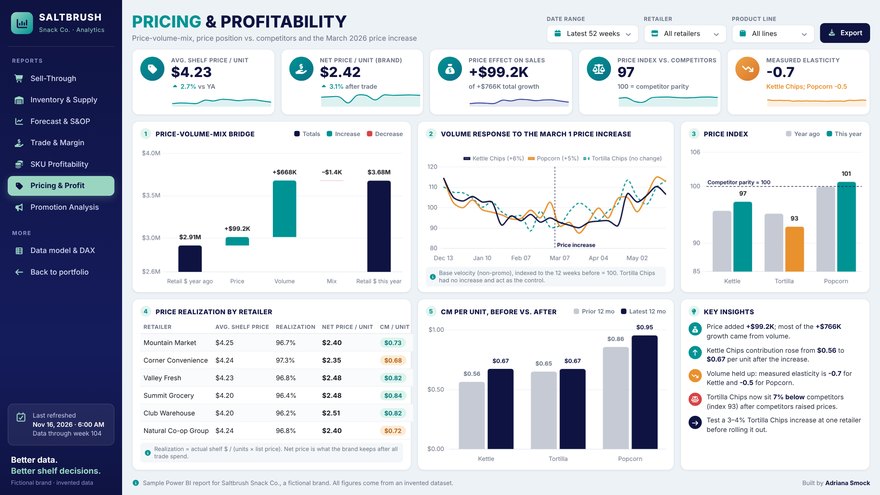 SALTBRUSH
Snack Co. · Analytics
REPORTS
Sell-Through
Inventory & Supply
Forecast & S&OP
Trade & Margin
SKU Profitability
Pricing & Profit
Promotion Analysis
MORE
Data model & DAX
Back to portfolio
Last refreshed
Nov 16, 2026 · 6:00 AM
Data through week 104
Better data.
Better shelf decisions.
Fictional brand · invented data
PRICING & PROFITABILITY
Price-volume-mix, price position vs. competitors and the March 2026 price increase
DATE RANGE
Latest 52 weeks
RETAILER
All retailers
PRODUCT LINE
All lines
Export
AVG. SHELF PRICE / UNIT
$4.23
2.7% vs YA
NET PRICE / UNIT (BRAND)
$2.42
3.1% after trade
PRICE EFFECT ON SALES
+$99.2K
of +$766K total growth
PRICE INDEX VS. COMPETITORS
97
100 = competitor parity
MEASURED ELASTICITY
-0.7
Kettle Chips; Popcorn -0.5
1 PRICE-VOLUME-MIX BRIDGE
Totals Increase Decrease
$4.0M
$3.5M
$3.0M
$2.6M
$2.91M
+$99.2K
+$668K
−$1.4K
$3.68M
Retail $ year ago Price Volume Mix Retail $ this year
2 VOLUME RESPONSE TO THE MARCH 1 PRICE INCREASE
Kettle Chips (+6%) Popcorn (+5%) Tortilla Chips (no change)
120
110
100
90
80
Price increase
Dec 13 Jan 10 Feb 07 Mar 07 Apr 04 May 02
Base velocity (non-promo), indexed to the 12 weeks before = 100. Tortilla Chips
had no increase and act as the control.
3 PRICE INDEX
Year ago This year
106
100
90
85
Competitor parity = 100
97
93
101
Kettle Tortilla Popcorn
4 PRICE REALIZATION BY RETAILER
RETAILER AVG. SHELF PRICE REALIZATION NET PRICE / UNIT CM / UNIT
Mountain Market $4.25 96.7% $2.40 $0.73
Corner Convenience $4.24 97.3% $2.35 $0.68
Valley Fresh $4.23 96.8% $2.48 $0.82
Summit Grocery $4.20 96.4% $2.48 $0.84
Club Warehouse $4.20 96.2% $2.51 $0.82
Natural Co-op Group $4.24 96.8% $2.40 $0.72
Realization = actual shelf $ / (units × list price). Net price is what the brand keeps after all
trade spend.
5 CM PER UNIT, BEFORE VS. AFTER
Prior 12 mo Latest 12 mo
$1.00
$0.50
$0.00
$0.56
$0.67
$0.65
$0.67
$0.86
$0.95
Kettle Tortilla Popcorn
KEY INSIGHTS
Price added +$99.2K; most of the +$766K
growth came from volume.
Kettle Chips contribution rose from $0.56 to
$0.67 per unit after the increase.
Volume held up: measured elasticity is -0.7 for
Kettle and -0.5 for Popcorn.
Tortilla Chips now sit 7% below competitors
(index 93) after competitors raised prices.
Test a 3–4% Tortilla Chips increase at one retailer
before rolling it out.
Sample Power BI report for Saltbrush Snack Co., a fictional brand. All figures come from an invented dataset.
Built by Adriana Smock